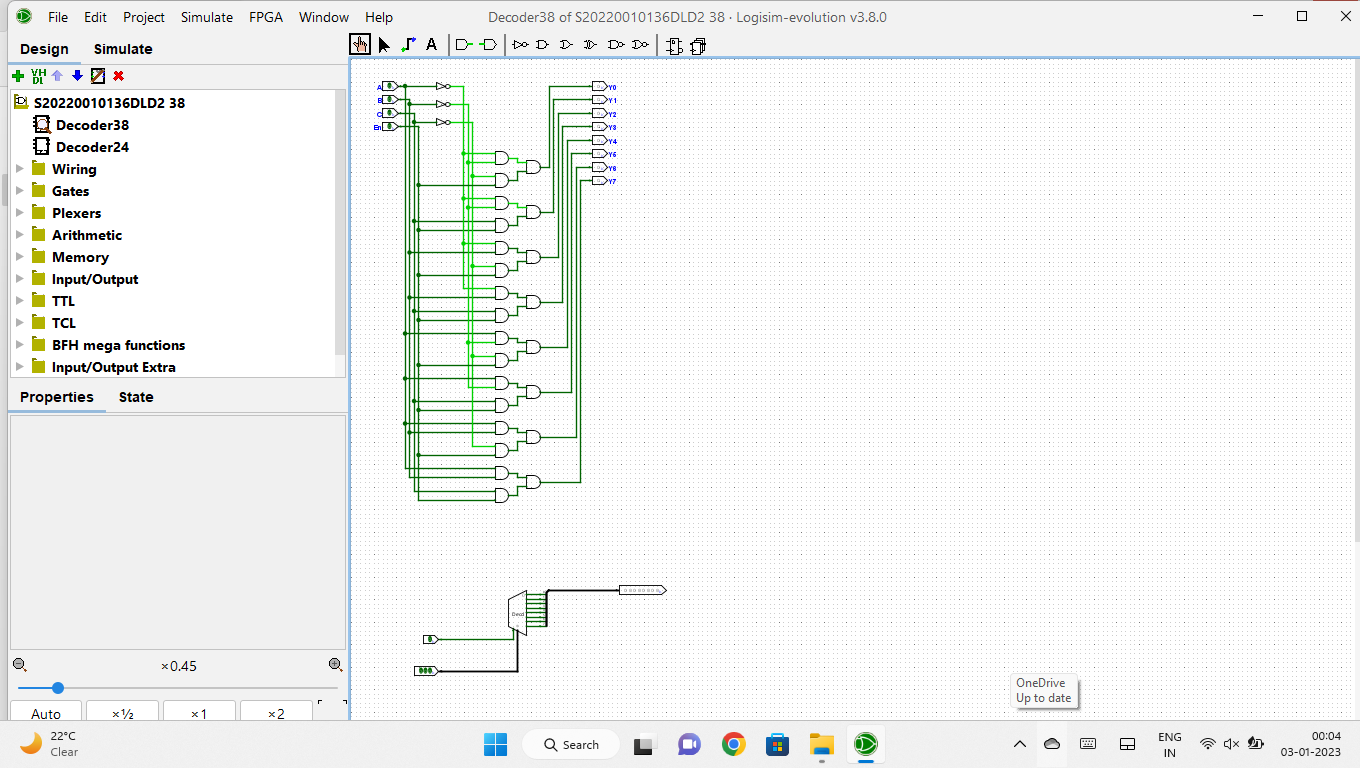 File Edit Project Simulate FPGA Window Help
Decoder38 of S20220010136DLD2 38 · Logisim-evolution v3.8.0
Design Simulate
A
VH
DL
S20220010136DLD2 38
Decoder38
Decoder24
Wiring
Gates
Plexers
Arithmetic
Memory
Input/Output
TTL
TCL
BFH mega functions
Input/Output Extra
Properties State
×0.45
Auto ×½ ×1 ×2
A
B
C
En
Y0
Y1
Y2
Y3
Y4
Y5
Y6
Y7
Decd
OneDrive
Up to date
22°C
Clear
Search
ENG
IN
00:04
03-01-2023